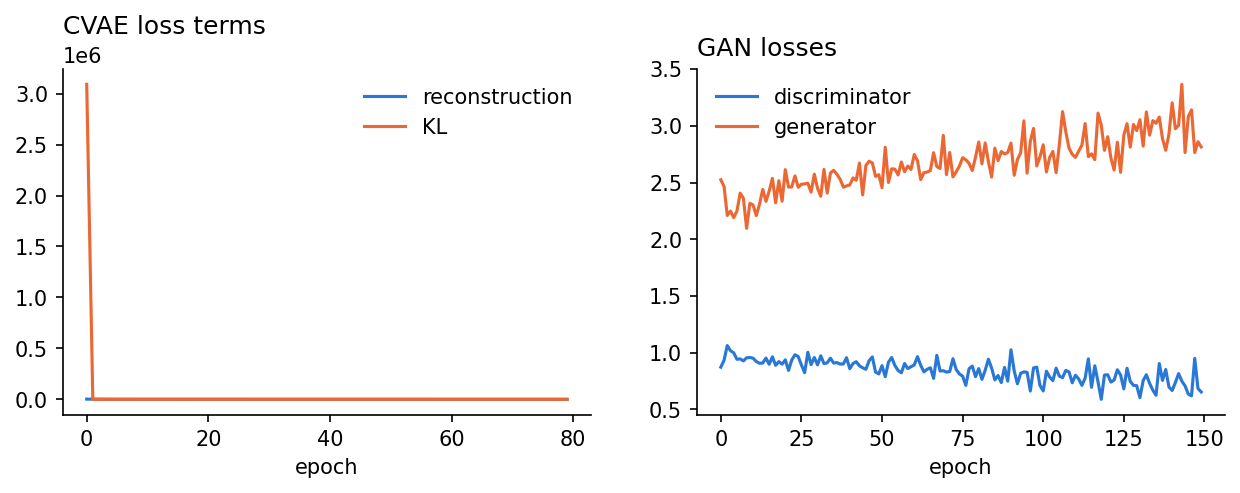 CVAE loss terms
1e6
3.0
2.5
2.0
1.5
1.0
0.5
0.0
0 20 40 60 80
epoch
reconstruction
KL
GAN losses
3.5
3.0
2.5
2.0
1.5
1.0
0.5
0 25 50 75 100 125 150
epoch
discriminator
generator